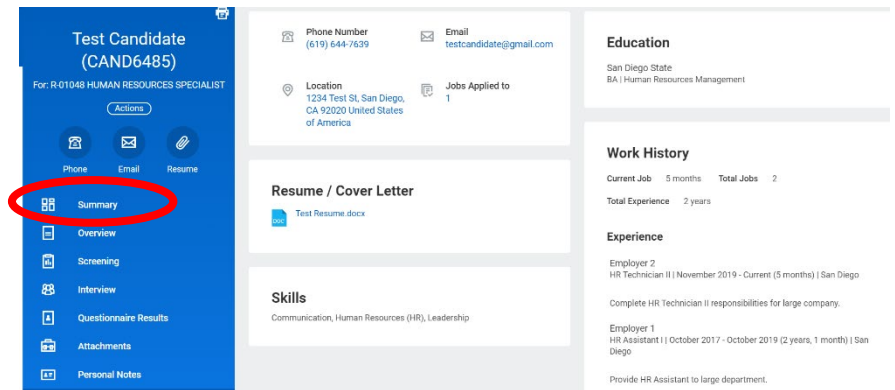 Test Candidate
(CAND6485)
For: R-01048 HUMAN RESOURCES SPECIALIST
Actions
Phone
Email
Resume
Summary
Overview
Screening
Interview
Questionnaire Results
Attachments
Personal Notes
Phone Number
(619) 644-7639
Email
testcandidate@gmail.com
Location
1234 Test St, San Diego,
CA 92020 United States
of America
Jobs Applied to
1
Resume / Cover Letter
DOC
Test Resume.docx
Skills
Communication, Human Resources (HR), Leadership
Education
San Diego State
BA | Human Resources Management
Work History
Current Job 5 months Total Jobs 2
Total Experience 2 years
Experience
Employer 2
HR Technician II | November 2019 - Current (5 months) | San Diego
Complete HR Technician II responsibilities for large company.
Employer 1
HR Assistant I | October 2017 - October 2019 (2 years, 1 month) | San
Diego
Provide HR Assistant to large department.